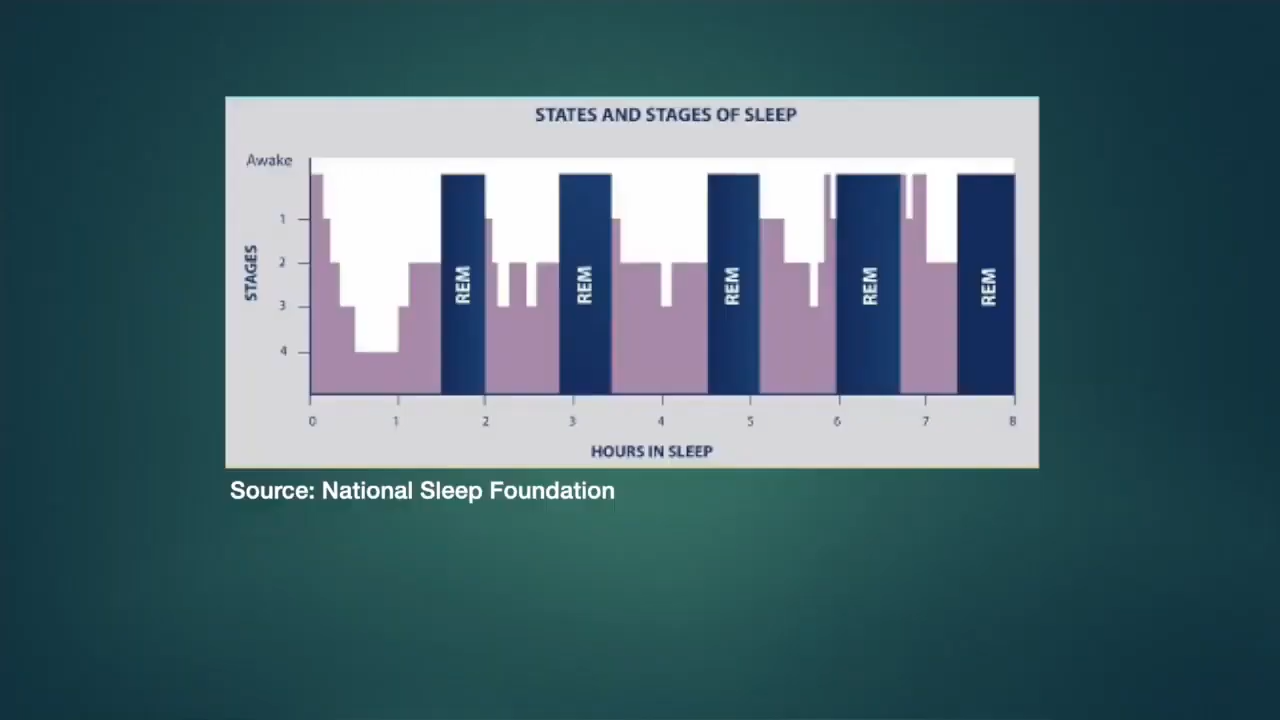 STATES AND STAGES OF SLEEP
Awake
1
2
3
4
STAGES
REM
REM
REM
REM
REM
0 1 2 3 4 5 6 7 8
HOURS IN SLEEP
Source: National Sleep Foundation